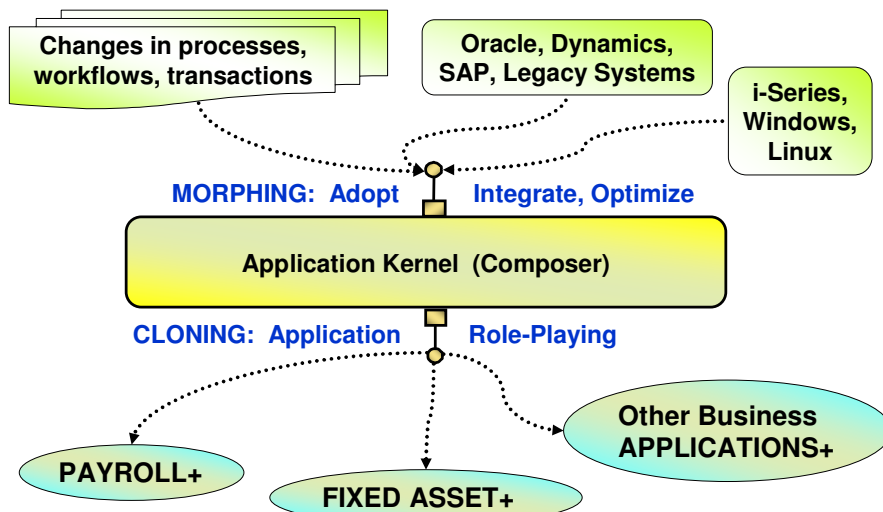 Changes in processes,
workflows, transactions
Oracle, Dynamics,
SAP, Legacy Systems
i-Series,
Windows,
Linux
MORPHING: Adopt Integrate, Optimize
Application Kernel (Composer)
CLONING: Application Role-Playing
PAYROLL+
FIXED ASSET+
Other Business
APPLICATIONS+